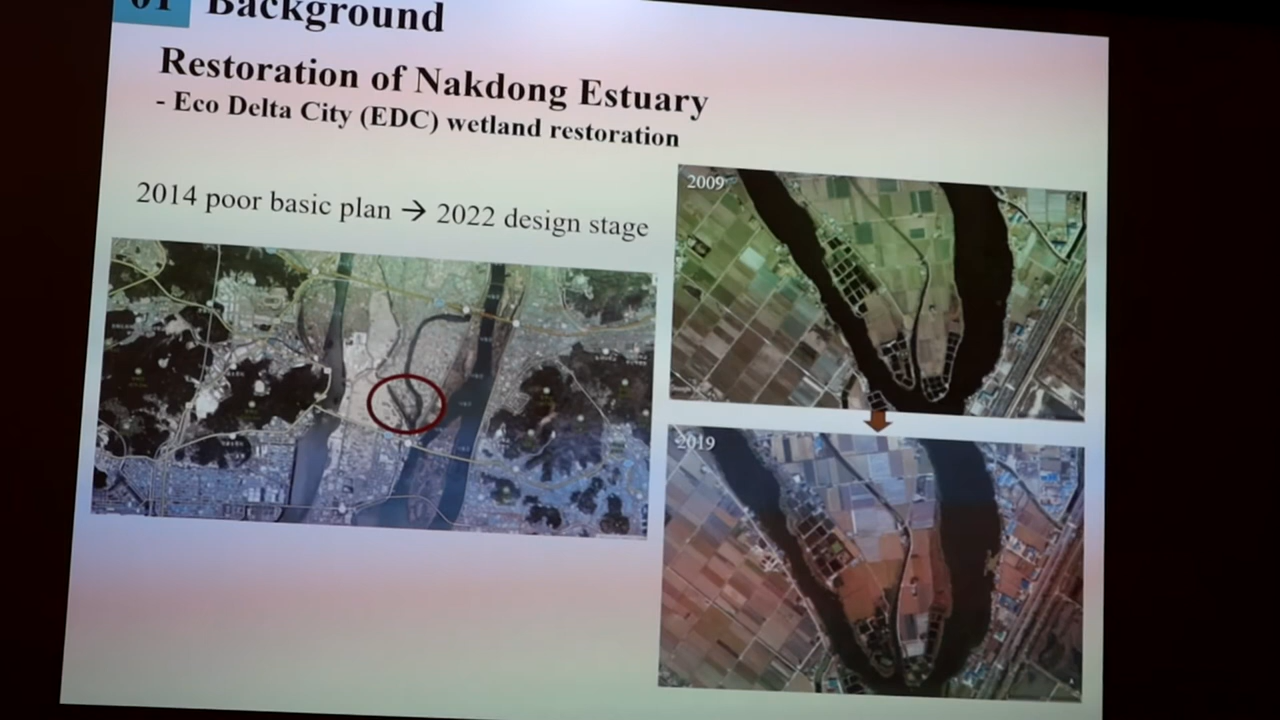 01 Background
Restoration of Nakdong Estuary
- Eco Delta City (EDC) wetland restoration
2014 poor basic plan → 2022 design stage
2009
2019